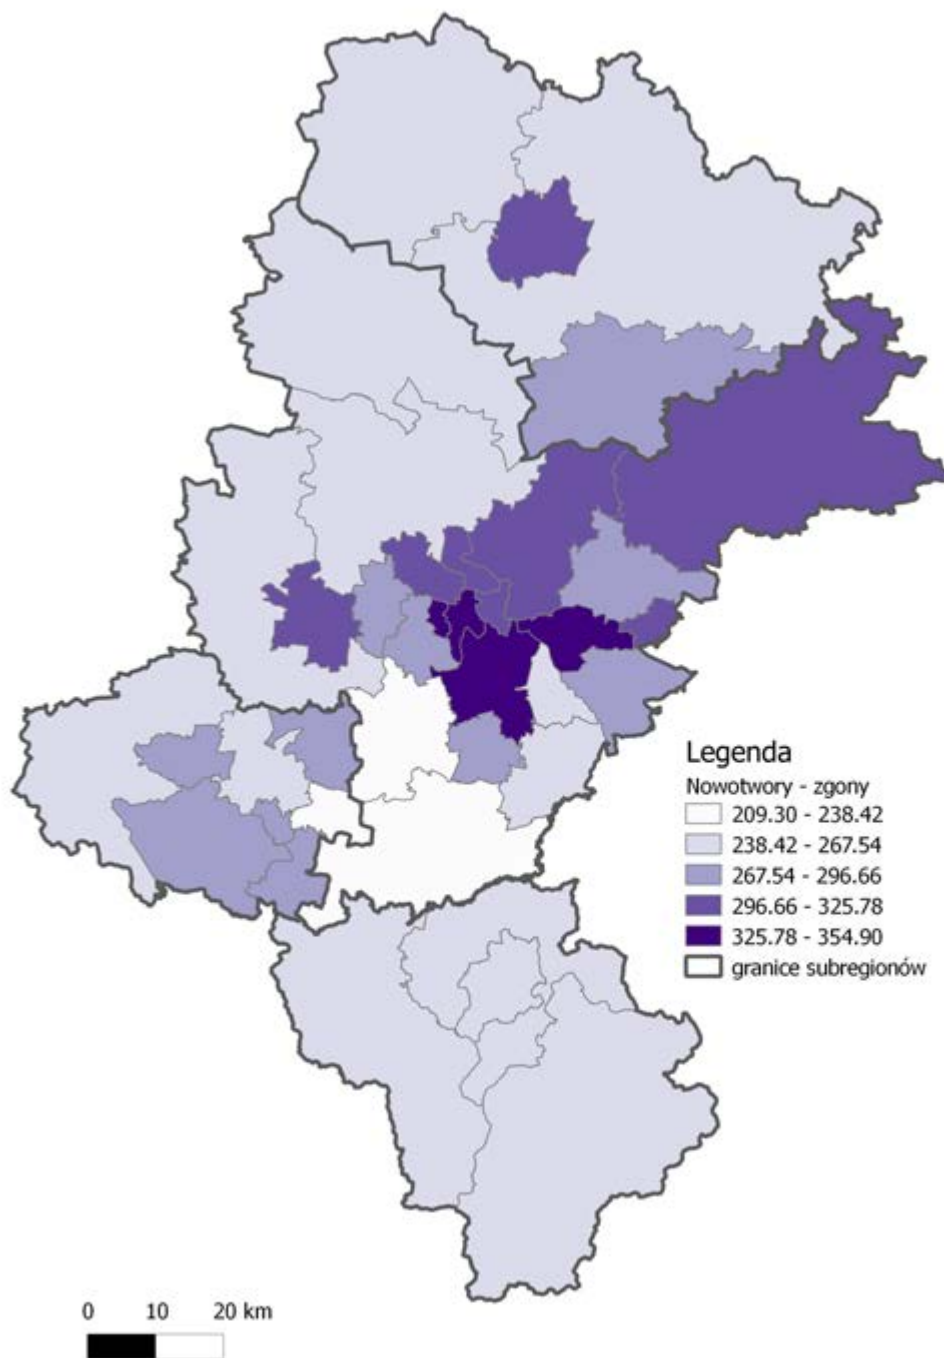 Legenda
Nowotwory - zgony
209.30 - 238.42
238.42 - 267.54
267.54 - 296.66
296.66 - 325.78
325.78 - 354.90
granice subregionów
0 10 20 km